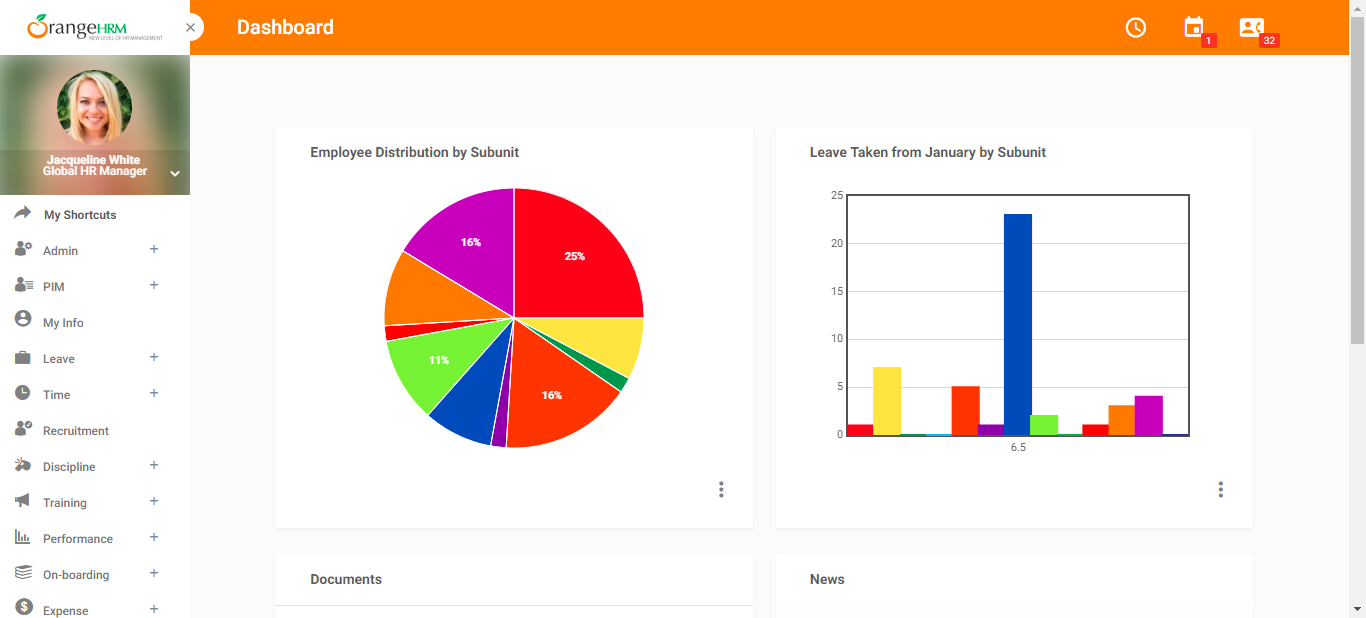 OrangeHRM
NEW LEVEL OF HR MANAGEMENT
Dashboard
1
32
Jacqueline White
Global HR Manager
My Shortcuts
Admin
PIM
My Info
Leave
Time
Recruitment
Discipline
Training
Performance
On-boarding
Expense
Employee Distribution by Subunit
16%
25%
11%
16%
Leave Taken from January by Subunit
25
20
15
10
5
0
6.5
Documents
News